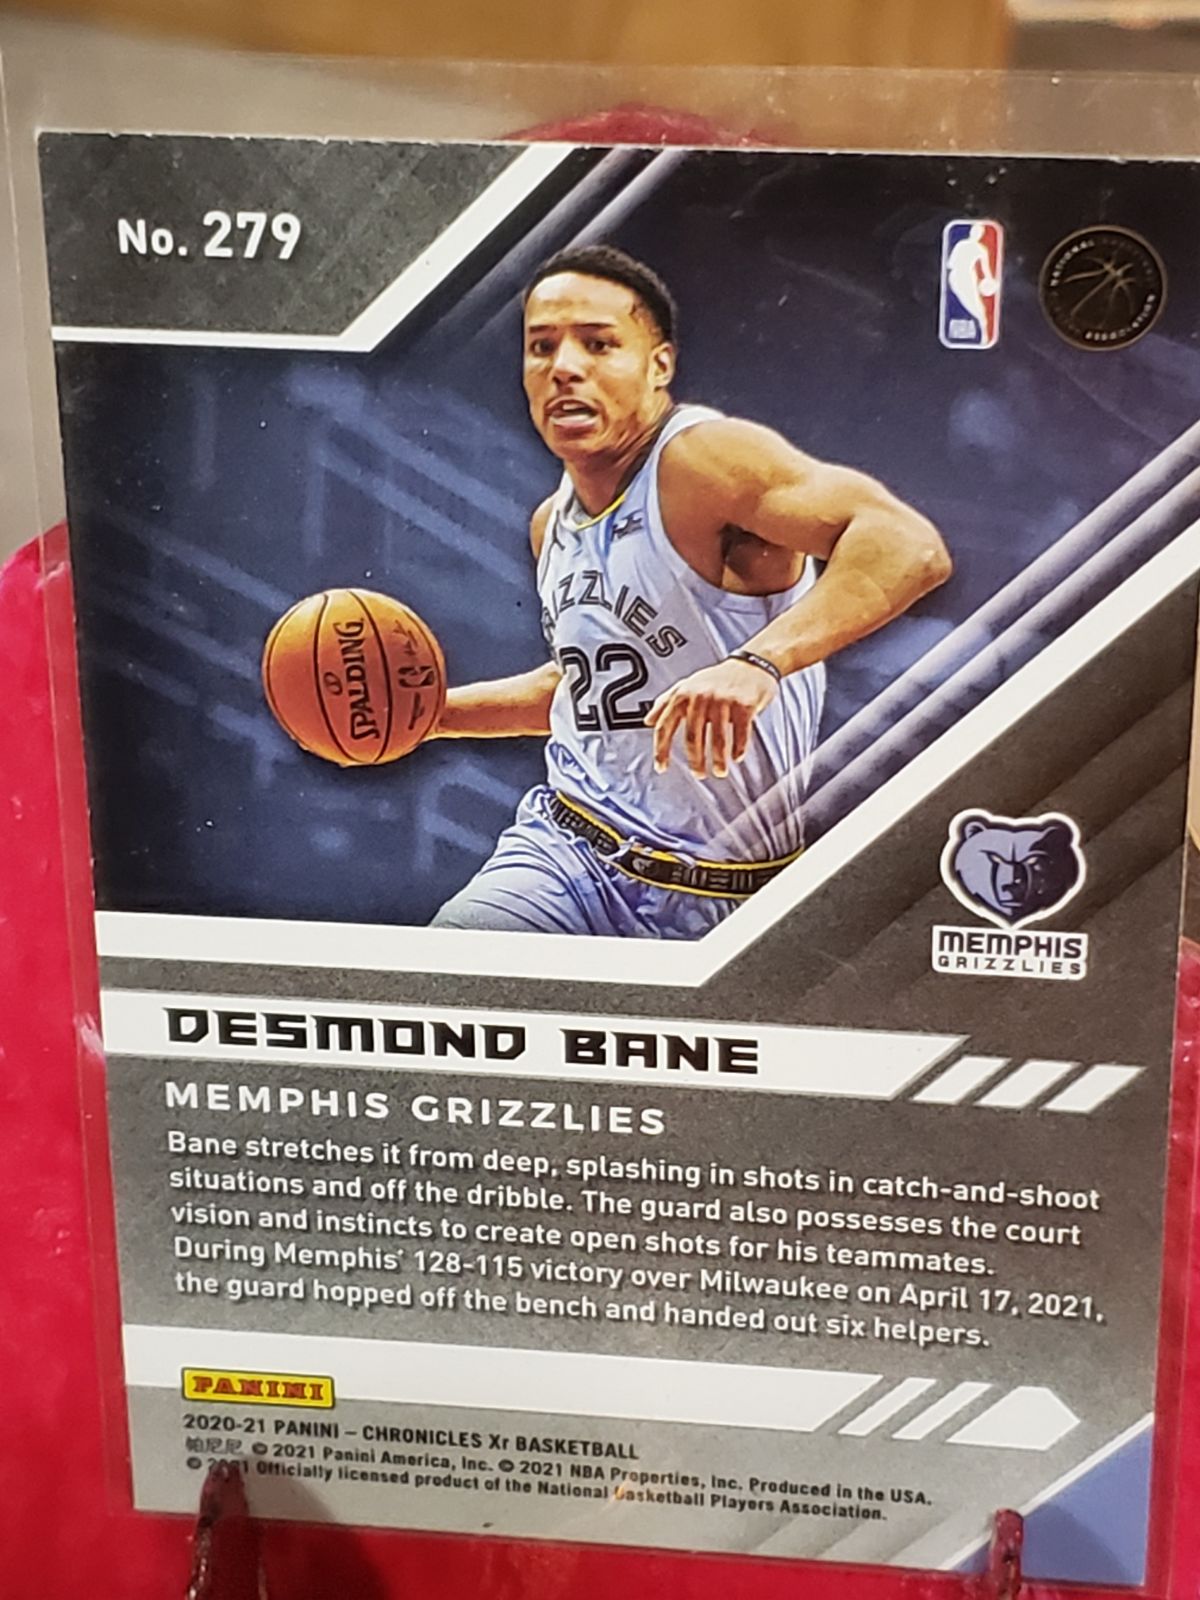 No. 279
NBA
SPALDING
GRIZZLIES
22
MEMPHIS
GRIZZLIES
DESMOND BANE
MEMPHIS GRIZZLIES
Bane stretches it from deep, splashing in shots in catch-and-shoot
situations and off the dribble. The guard also possesses the court
vision and instincts to create open shots for his teammates.
During Memphis' 128-115 victory over Milwaukee on April 17, 2021,
the guard hopped off the bench and handed out six helpers.
PANINI
2020-21 PANINI – CHRONICLES Xr BASKETBALL
帕尼尼 © 2021 Panini America, Inc. © 2021 NBA Properties, Inc. Produced in the USA.
© 2021 Officially licensed product of the National Basketball Players Association.